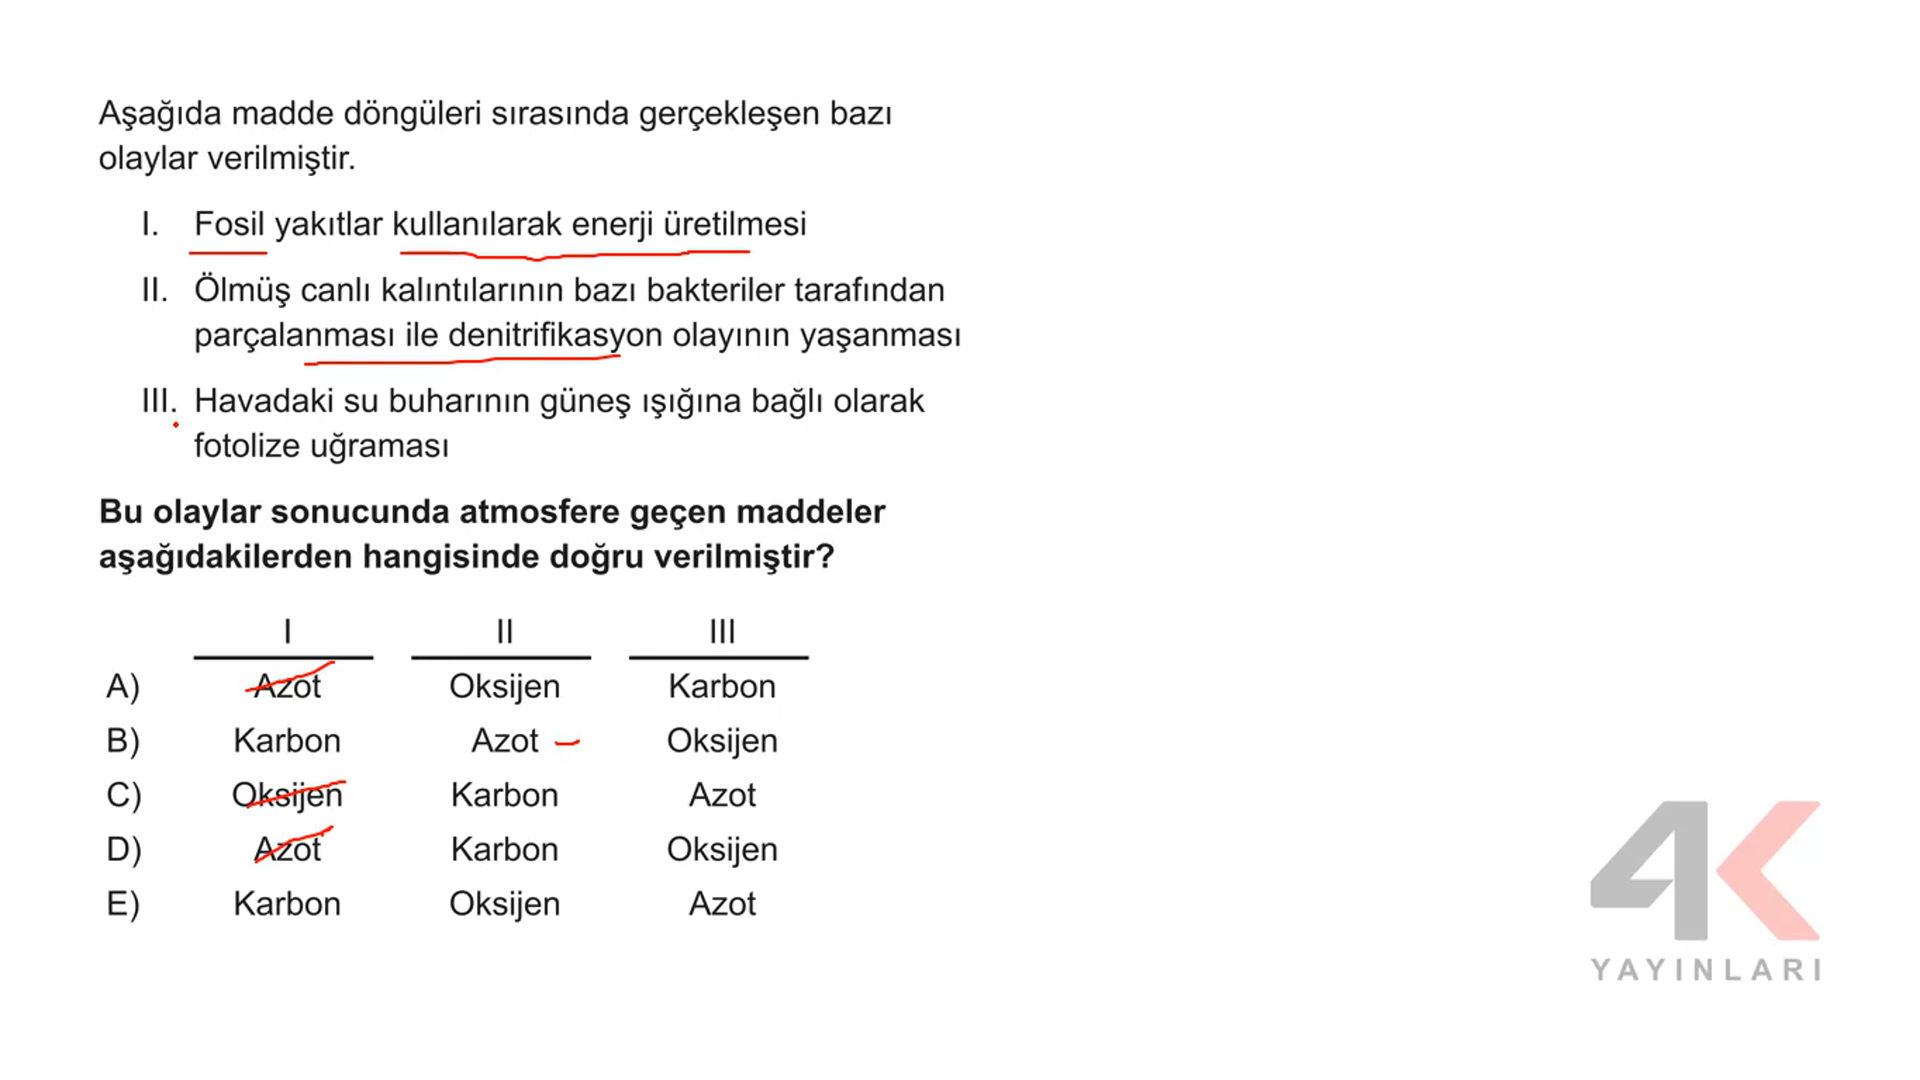 Aşağıda madde döngüleri sırasında gerçekleşen bazı
olaylar verilmiştir.
I. Fosil yakıtlar kullanılarak enerji üretilmesi
II. Ölmüş canlı kalıntılarının bazı bakteriler tarafından
parçalanması ile denitrifikasyon olayının yaşanması
III. Havadaki su buharının güneş ışığına bağlı olarak
fotolize uğraması
Bu olaylar sonucunda atmosfere geçen maddeler
aşağıdakilerden hangisinde doğru verilmiştir?
I II III
A) Azot Oksijen Karbon
B) Karbon Azot Oksijen
C) Oksijen Karbon Azot
D) Azot Karbon Oksijen
E) Karbon Oksijen Azot
4K
YAYINLARI